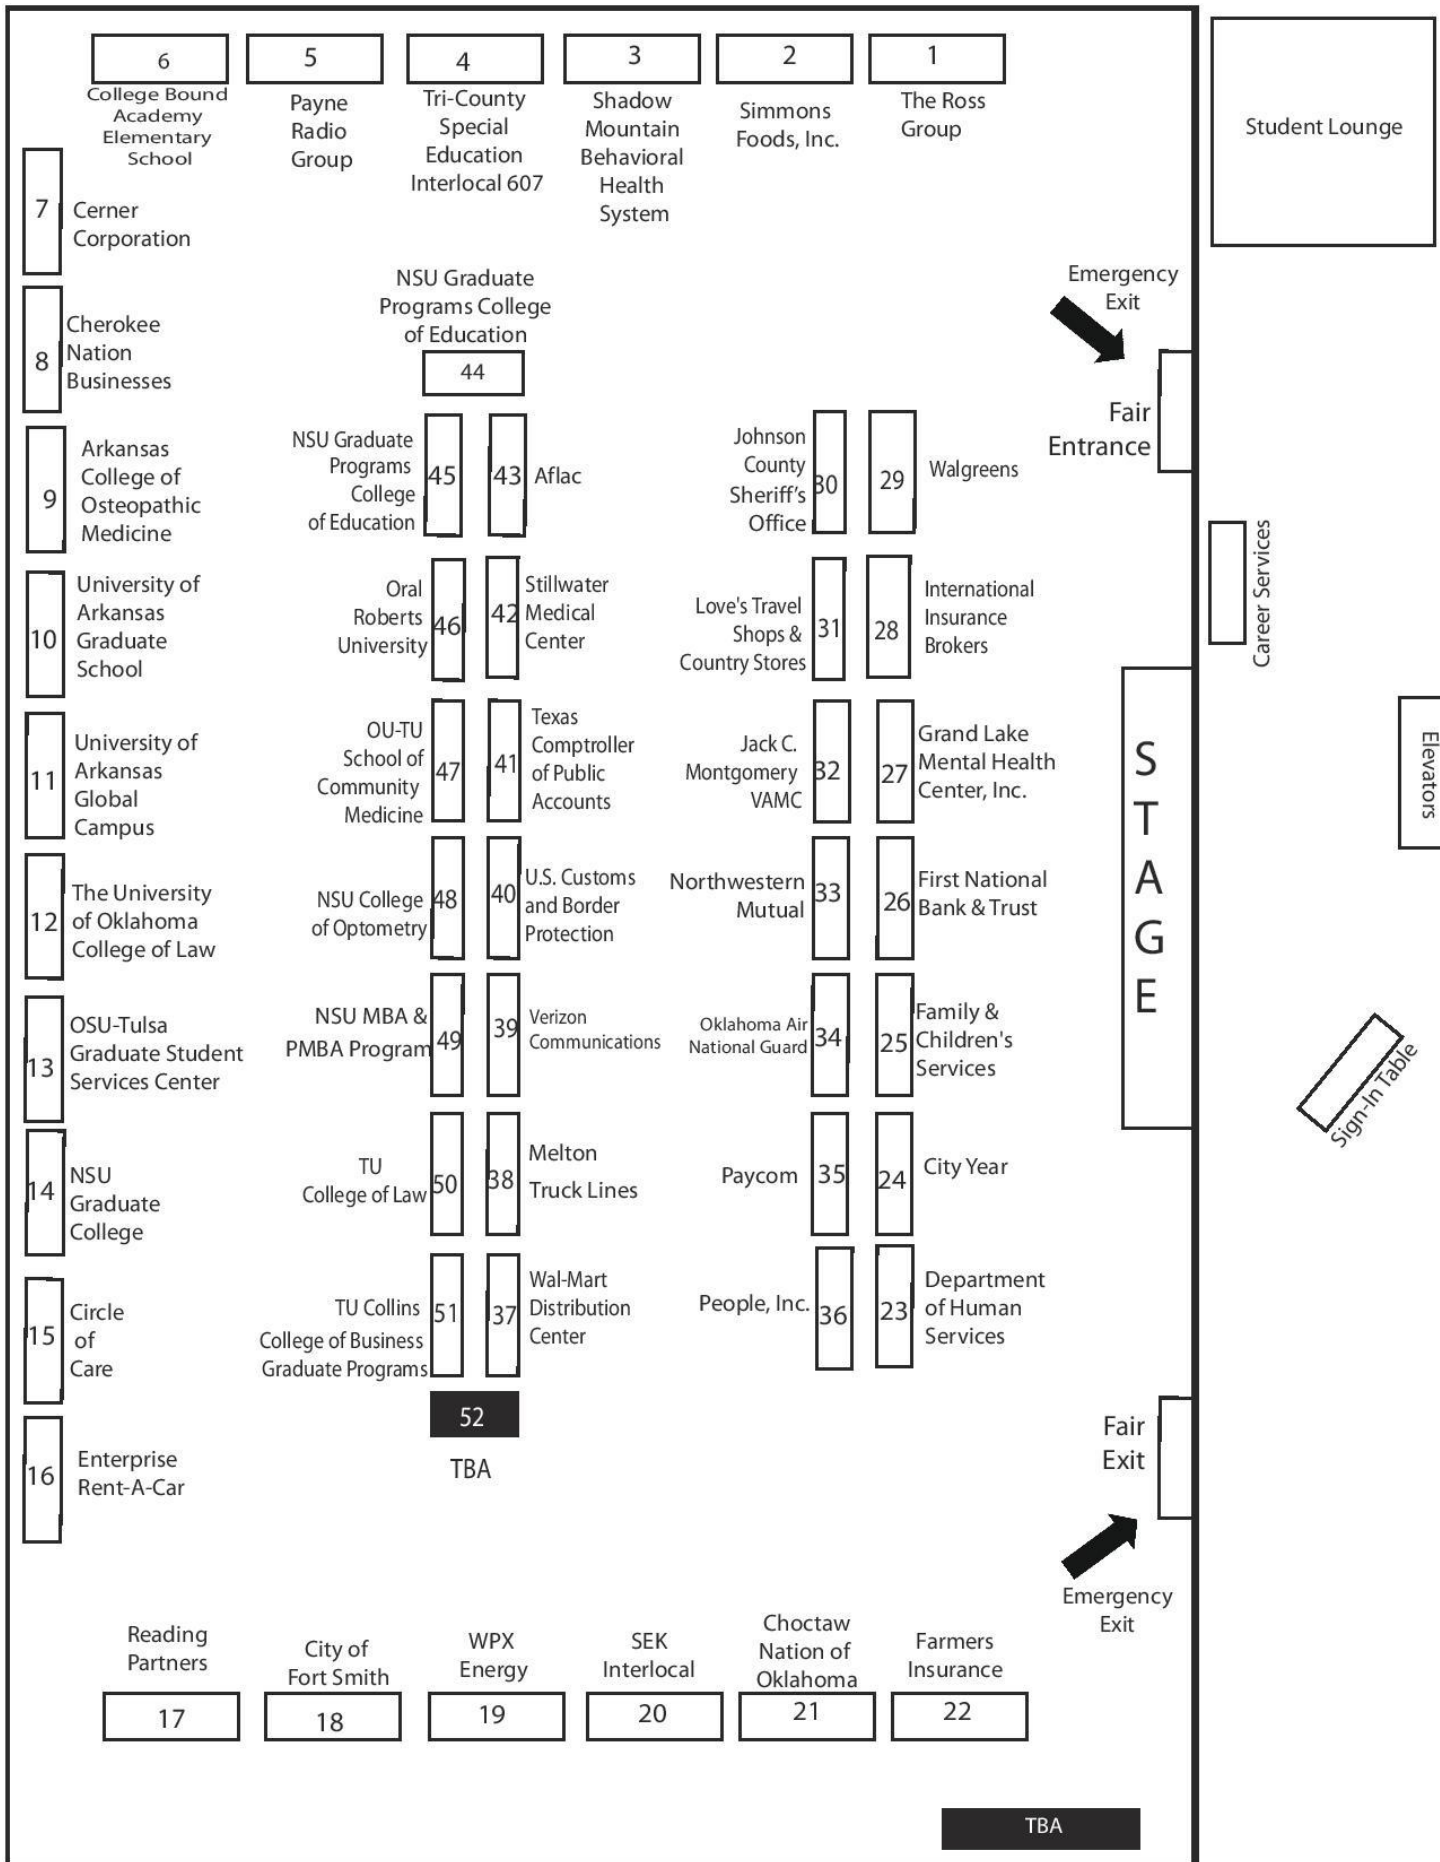 6
College Bound
Academy
Elementary
School
5
Payne
Radio
Group
4
Tri-County
Special
Education
Interlocal 607
3
Shadow
Mountain
Behavioral
Health
System
2
Simmons
Foods, Inc.
1
The Ross
Group
Student Lounge
7
Cerner
Corporation
8
Cherokee
Nation
Businesses
9
Arkansas
College of
Osteopathic
Medicine
10
University of
Arkansas
Graduate
School
11
University of
Arkansas
Global
Campus
12
The University
of Oklahoma
College of Law
13
OSU-Tulsa
Graduate Student
Services Center
14
NSU
Graduate
College
15
Circle
of
Care
16
Enterprise
Rent-A-Car
NSU Graduate
Programs College
of Education
44
NSU Graduate
Programs
College
of Education
45
43
Aflac
Oral
Roberts
University
46
42
Stillwater
Medical
Center
OU-TU
School of
Community
Medicine
47
41
Texas
Comptroller
of Public
Accounts
NSU College
of Optometry
48
40
U.S. Customs
and Border
Protection
NSU MBA &
PMBA Program
49
39
Verizon
Communications
TU
College of Law
50
38
Melton
Truck Lines
TU Collins
College of Business
Graduate Programs
51
37
Wal-Mart
Distribution
Center
52
TBA
Johnson
County
Sheriff's
Office
30
29
Walgreens
Love's Travel
Shops &
Country Stores
31
28
International
Insurance
Brokers
Jack C.
Montgomery
VAMC
32
27
Grand Lake
Mental Health
Center, Inc.
Northwestern
Mutual
33
26
First National
Bank & Trust
Oklahoma Air
National Guard
34
25
Family &
Children's
Services
Paycom
35
24
City Year
People, Inc.
36
23
Department
of Human
Services
Emergency
Exit
Fair
Entrance
Career Services
STAGE
Elevators
Sign-In Table
Fair
Exit
Emergency
Exit
Reading
Partners
17
City of
Fort Smith
18
WPX
Energy
19
SEK
Interlocal
20
Choctaw
Nation of
Oklahoma
21
Farmers
Insurance
22
TBA